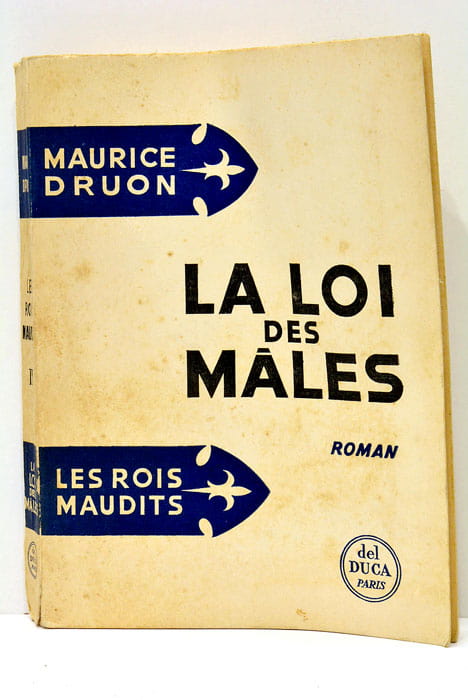 MAURICE
DRUON
LA LOI
DES
MÂLES
ROMAN
LES ROIS
MAUDITS
del
DUCA
PARIS